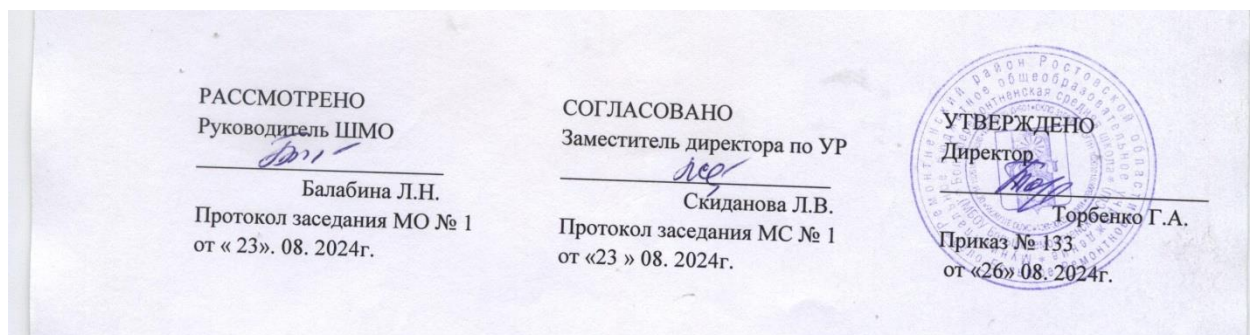 РАССМОТРЕНО
Руководитель ШМО
Балабина Л.Н.
Протокол заседания МО № 1
от « 23». 08. 2024г.
СОГЛАСОВАНО
Заместитель директора по УР
Скиданова Л.В.
Протокол заседания МС № 1
от «23 » 08. 2024г.
УТВЕРЖДЕНО
Директор
Торбенко Г.А.
Приказ № 133
от «26» 08. 2024г.